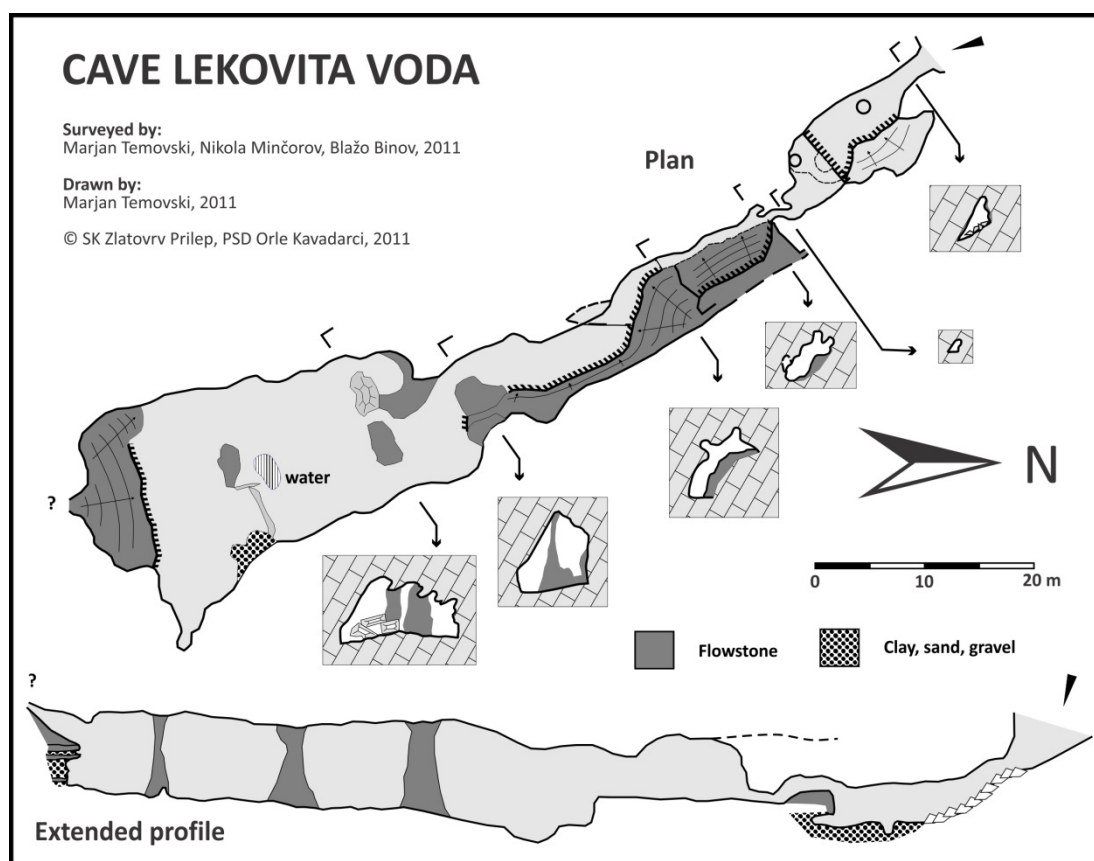 CAVE LEKOVITA VODA
Surveyed by:
Marjan Temovski, Nikola Minčorov, Blažo Binov, 2011
Drawn by:
Marjan Temovski, 2011
© SK Zlatovrv Prilep, PSD Orle Kavadarci, 2011
Plan
N
water
?
0 10 20 m
Flowstone
Clay, sand, gravel
?
Extended profile